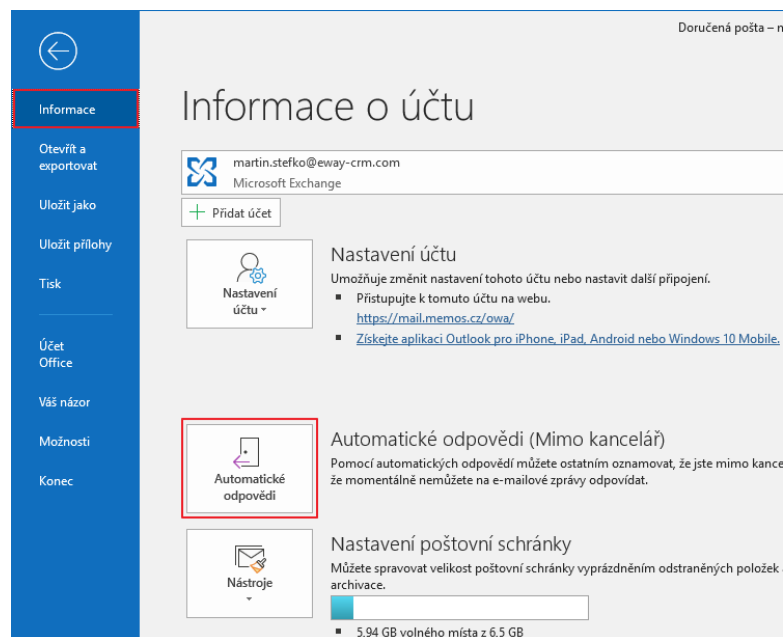 Doručená pošta –
Informace
Informace o účtu
martin.stefko@eway-crm.com
Microsoft Exchange
Přidat účet
Otevřít a
exportovat
Uložit jako
Uložit přílohy
Tisk
Účet
Office
Váš názor
Možnosti
Konec
Nastavení
účtu
Nastavení účtu
Umožňuje změnit nastavení tohoto účtu nebo nastavit další připojení.
Přistupujte k tomuto účtu na webu.
https://mail.memos.cz/owa/
Získejte aplikaci Outlook pro iPhone, iPad, Android nebo Windows 10 Mobile.
Automatické
odpovědi
Automatické odpovědi (Mimo kancelář)
Pomocí automatických odpovědí můžete ostatním oznamovat, že jste mimo kance
že momentálně nemůžete na e-mailové zprávy odpovídat.
Nástroje
Nastavení poštovní schránky
Můžete spravovat velikost poštovní schránky vyprázdněním odstraněných položek a
archivace.
5,94 GB volného místa z 6,5 GB